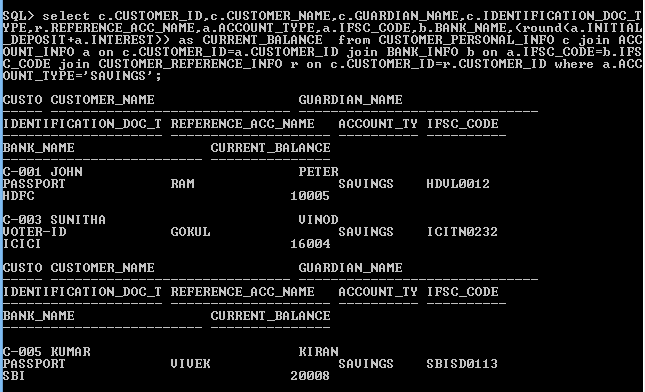 SQL> select c.CUSTOMER_ID,c.CUSTOMER_NAME,c.GUARDIAN_NAME,c.IDENTIFICATION_DOC_T
YPE,r.REFERENCE_ACC_NAME,a.ACCOUNT_TYPE,a.IFSC_CODE,b.BANK_NAME,(round(a.INITIAL
_DEPOSIT+a.INTEREST)) as CURRENT_BALANCE  from CUSTOMER_PERSONAL_INFO c join ACC
OUNT_INFO a on c.CUSTOMER_ID=a.CUSTOMER_ID join BANK_INFO b on a.IFSC_CODE=b.IFS
C_CODE join CUSTOMER_REFERENCE_INFO r on c.CUSTOMER_ID=r.CUSTOMER_ID where a.ACC
OUNT_TYPE='SAVINGS';
CUSTO CUSTOMER_NAME GUARDIAN_NAME
IDENTIFICATION_DOC_T REFERENCE_ACC_NAME ACCOUNT_TY IFSC_CODE
BANK_NAME CURRENT_BALANCE
C-001 JOHN PETER
PASSPORT RAM SAVINGS HDVL0012
HDFC 10005
C-003 SUNITHA VINOD
VOTER-ID GOKUL SAVINGS ICITN0232
ICICI 16004
CUSTO CUSTOMER_NAME GUARDIAN_NAME
IDENTIFICATION_DOC_T REFERENCE_ACC_NAME ACCOUNT_TY IFSC_CODE
BANK_NAME CURRENT_BALANCE
C-005 KUMAR KIRAN
PASSPORT VIVEK SAVINGS SBISD0113
SBI 20008